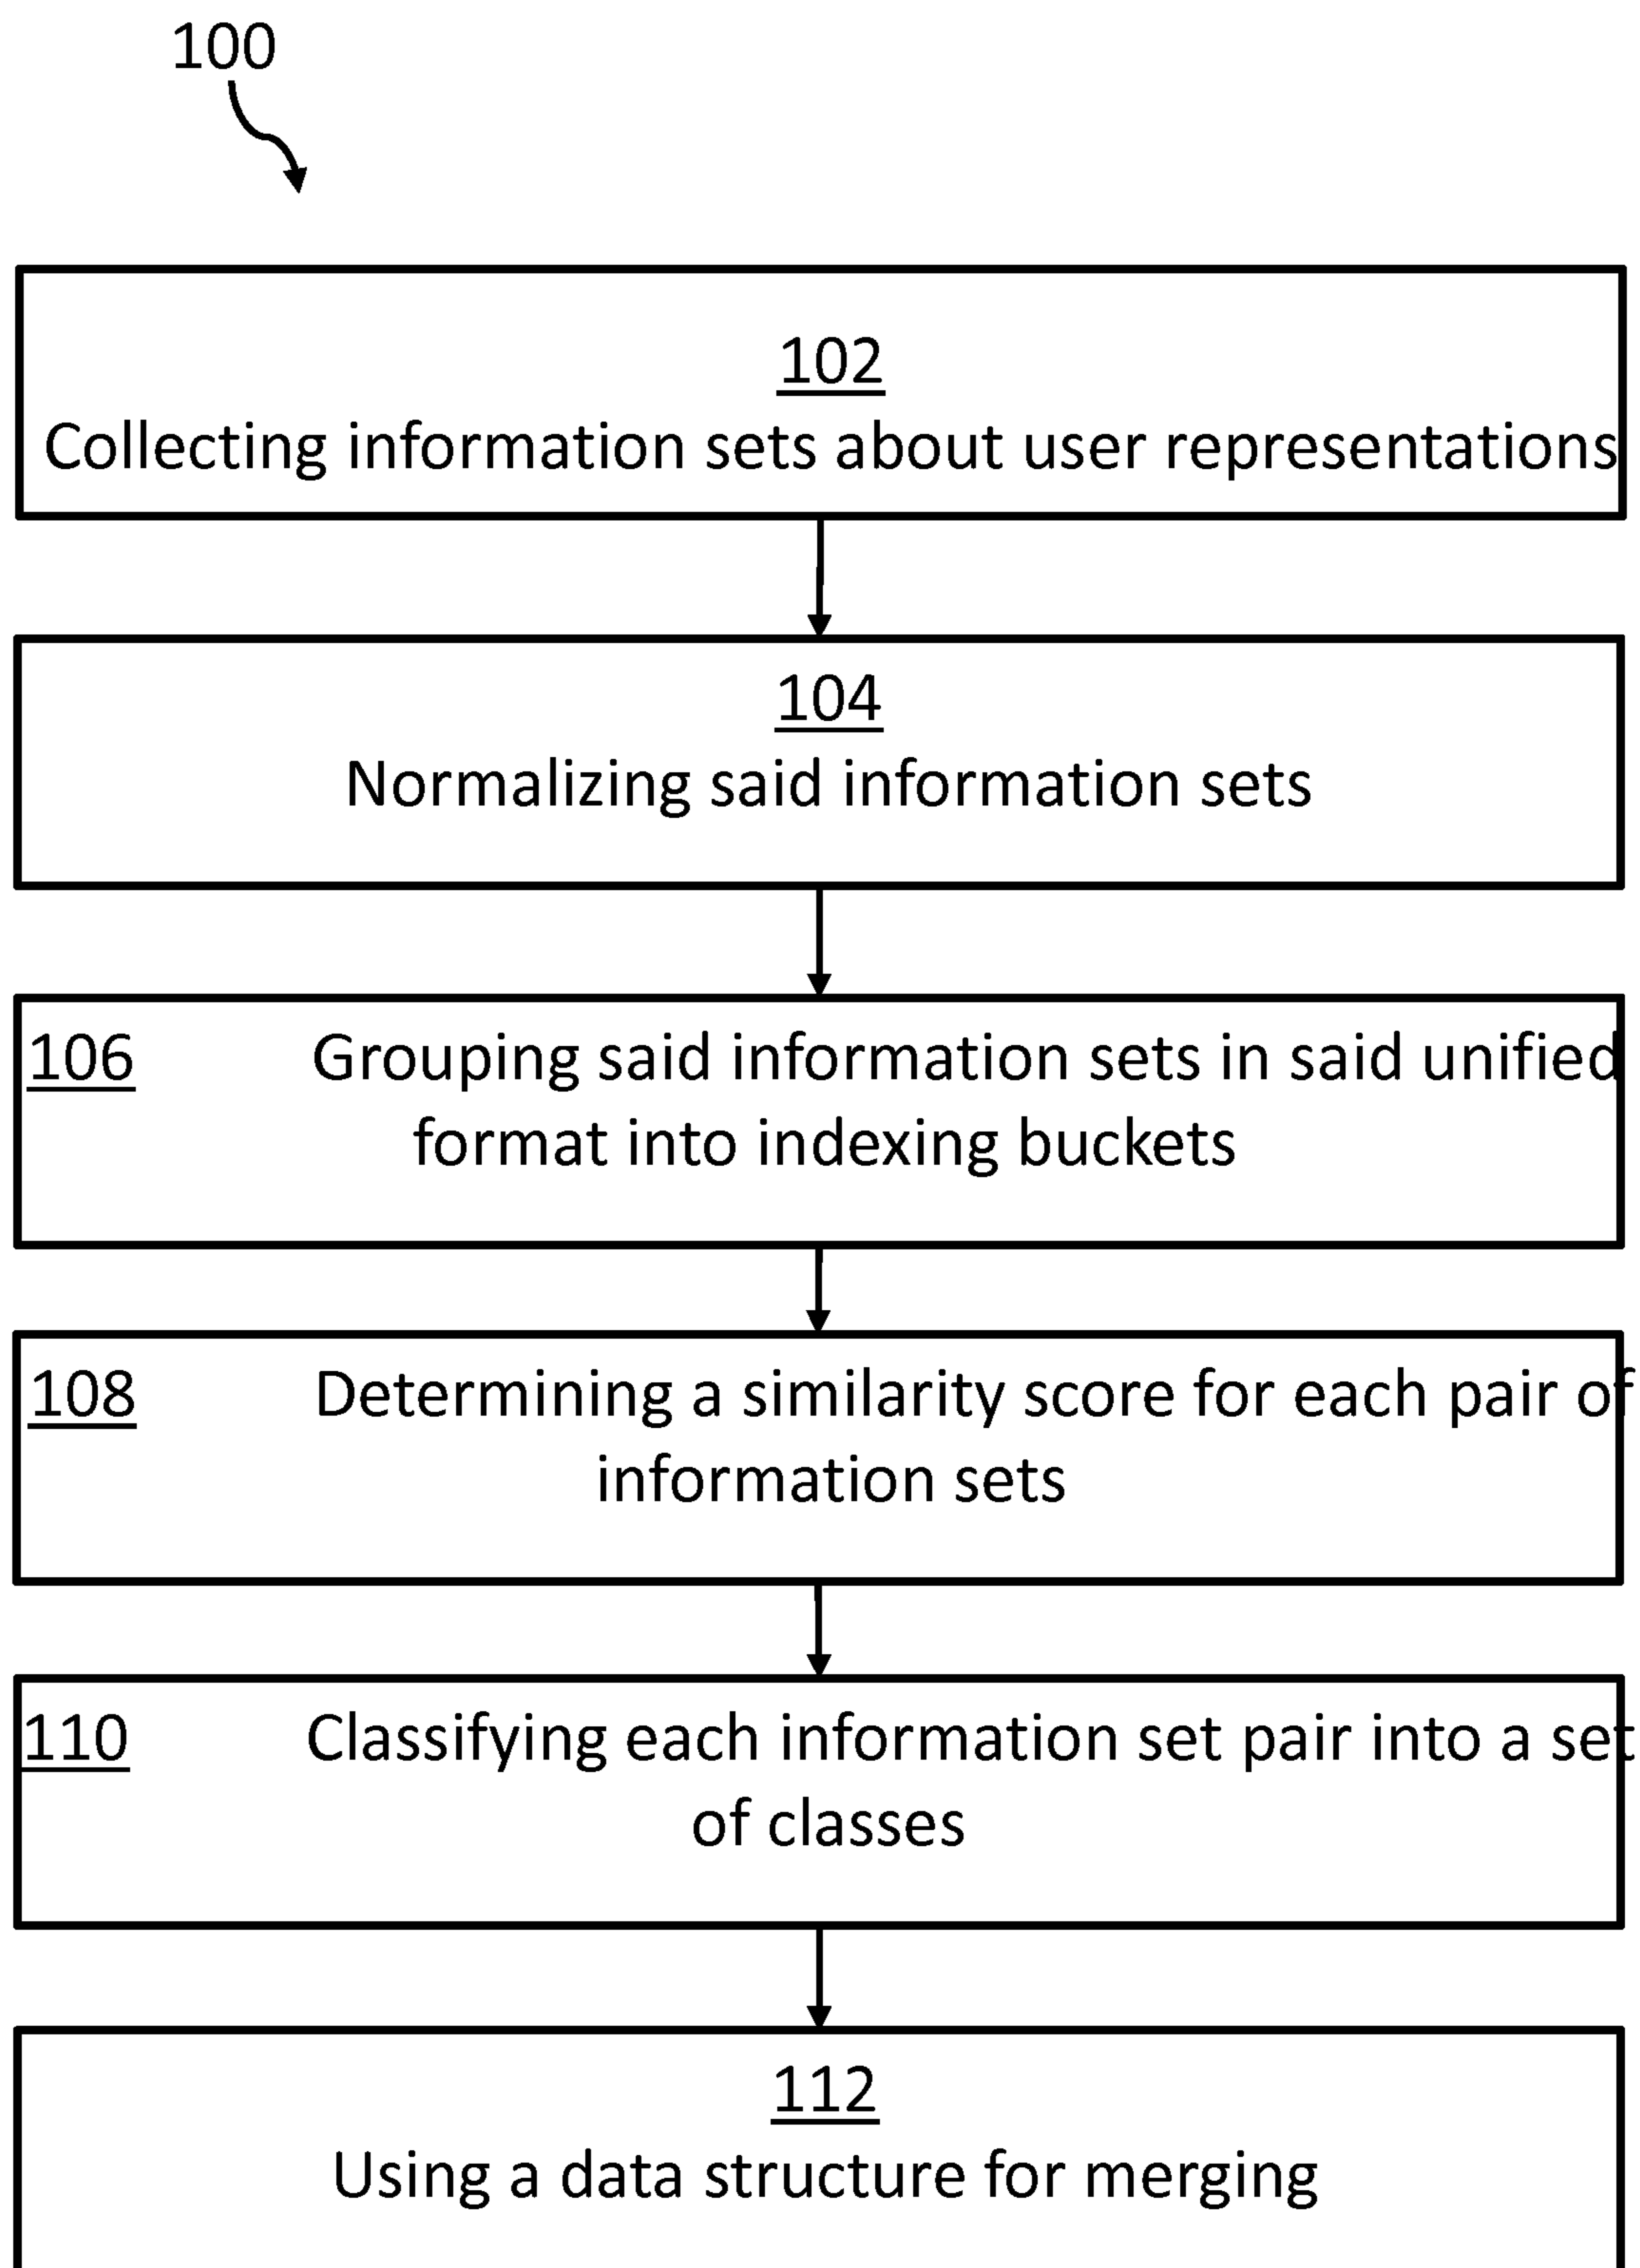 100
102
Collecting information sets about user representations
104
Normalizing said information sets
106 Grouping said information sets in said unified
format into indexing buckets
108 Determining a similarity score for each pair of
information sets
110 Classifying each information set pair into a set
of classes
112
Using a data structure for merging